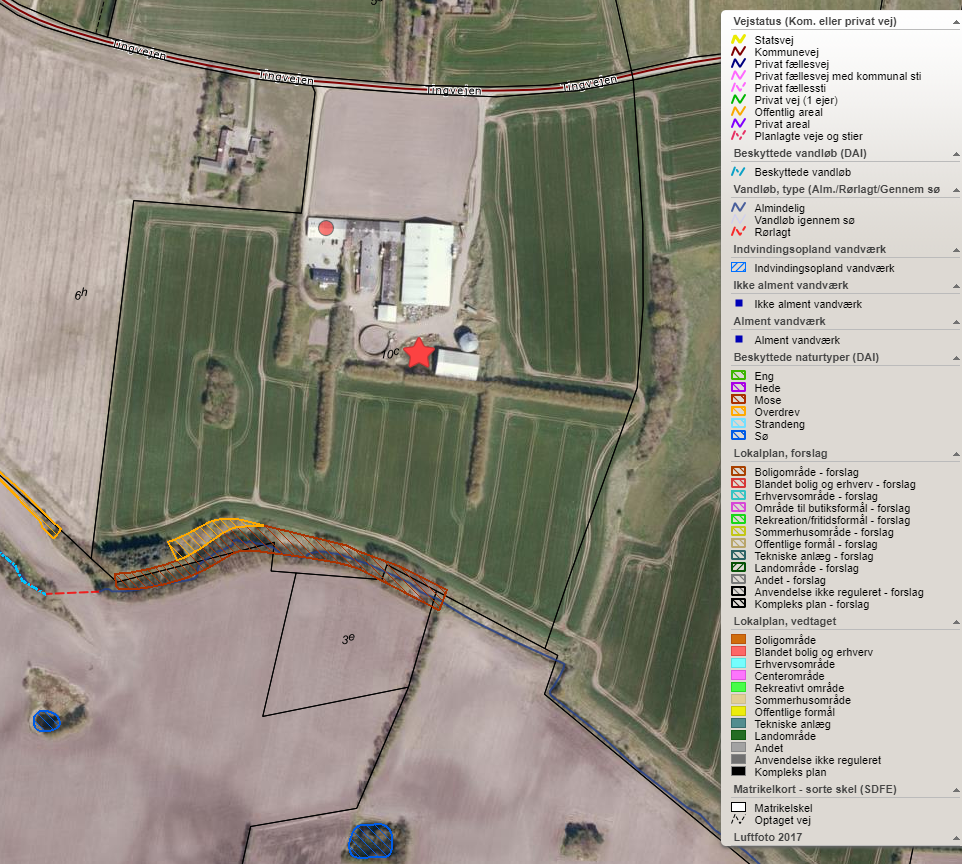 5
Tingvejen
Tingvejen
Tingvejen
Tingvejen
6h
10c
3e
Vejstatus (Kom. eller privat vej)
Statsvej
Kommunevej
Privat fællesvej
Privat fællesvej med kommunal sti
Privat fællessti
Privat vej (1 ejer)
Offentlig areal
Privat areal
Planlagte veje og stier
Beskyttede vandløb (DAI)
Beskyttede vandløb
Vandløb, type (Alm./Rørlagt/Gennem sø
Almindelig
Vandløb igennem sø
Rørlagt
Indvindingsopland vandværk
Indvindingsopland vandværk
Ikke alment vandværk
Ikke alment vandværk
Alment vandværk
Alment vandværk
Beskyttede naturtyper (DAI)
Eng
Hede
Mose
Overdrev
Strandeng
Sø
Lokalplan, forslag
Boligområde - forslag
Blandet bolig og erhverv - forslag
Erhvervsområde - forslag
Område til butiksformål - forslag
Rekreation/fritidsformål - forslag
Sommerhusområde - forslag
Offentlige formål - forslag
Tekniske anlæg - forslag
Landområde - forslag
Andet - forslag
Anvendelse ikke reguleret - forslag
Kompleks plan - forslag
Lokalplan, vedtaget
Boligområde
Blandet bolig og erhverv
Erhvervsområde
Centerområde
Rekreativt område
Sommerhusområde
Offentlige formål
Tekniske anlæg
Landområde
Andet
Anvendelse ikke reguleret
Kompleks plan
Matrikelkort - sorte skel (SDFE)
Matrikelskel
Optaget vej
Luftfoto 2017